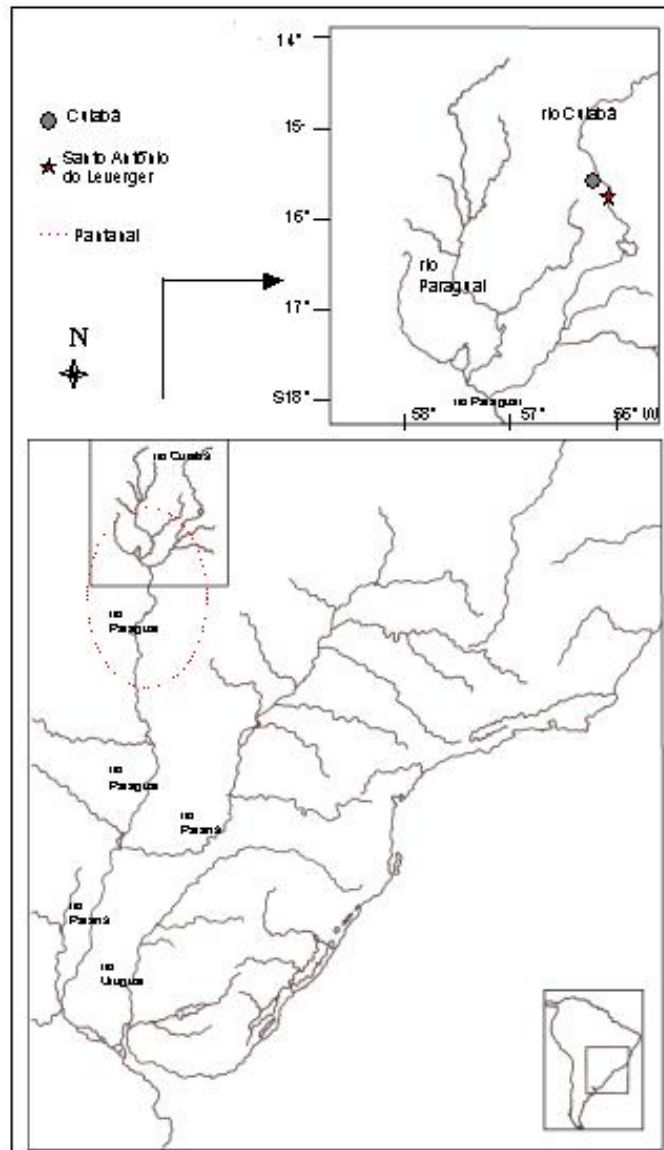 Cuiabá
Santo Antônio
do Leverger
Pantanal
N
14°
15°
16°
17°
S18°
58°
57°
56° W
rio Cuiabá
rio
Paraguai
rio Paraguai
rio Cuiabá
rio
Paraguai
rio
Paraguai
rio
Paraná
rio
Paraná
rio
Uruguai